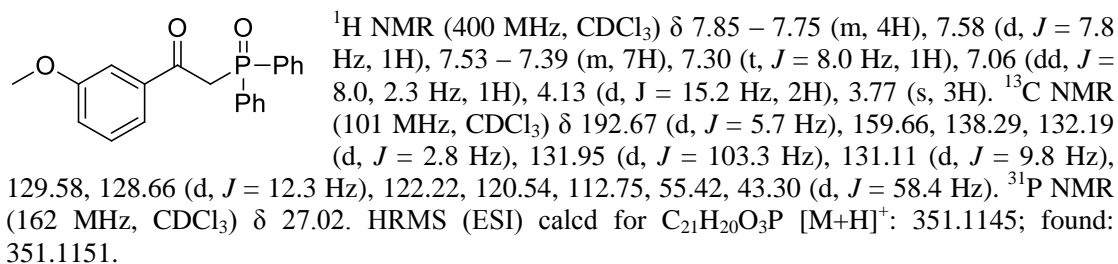 O
O
O
P
Ph
Ph
¹H NMR (400 MHz, CDCl₃) δ 7.85 – 7.75 (m, 4H), 7.58 (d, J = 7.8
Hz, 1H), 7.53 – 7.39 (m, 7H), 7.30 (t, J = 8.0 Hz, 1H), 7.06 (dd, J =
8.0, 2.3 Hz, 1H), 4.13 (d, J = 15.2 Hz, 2H), 3.77 (s, 3H). ¹³C NMR
(101 MHz, CDCl₃) δ 192.67 (d, J = 5.7 Hz), 159.66, 138.29, 132.19
(d, J = 2.8 Hz), 131.95 (d, J = 103.3 Hz), 131.11 (d, J = 9.8 Hz),
129.58, 128.66 (d, J = 12.3 Hz), 122.22, 120.54, 112.75, 55.42, 43.30 (d, J = 58.4 Hz). ³¹P NMR
(162 MHz, CDCl₃) δ 27.02. HRMS (ESI) calcd for C₂₁H₂₀O₃P [M+H]⁺: 351.1145; found:
351.1151.